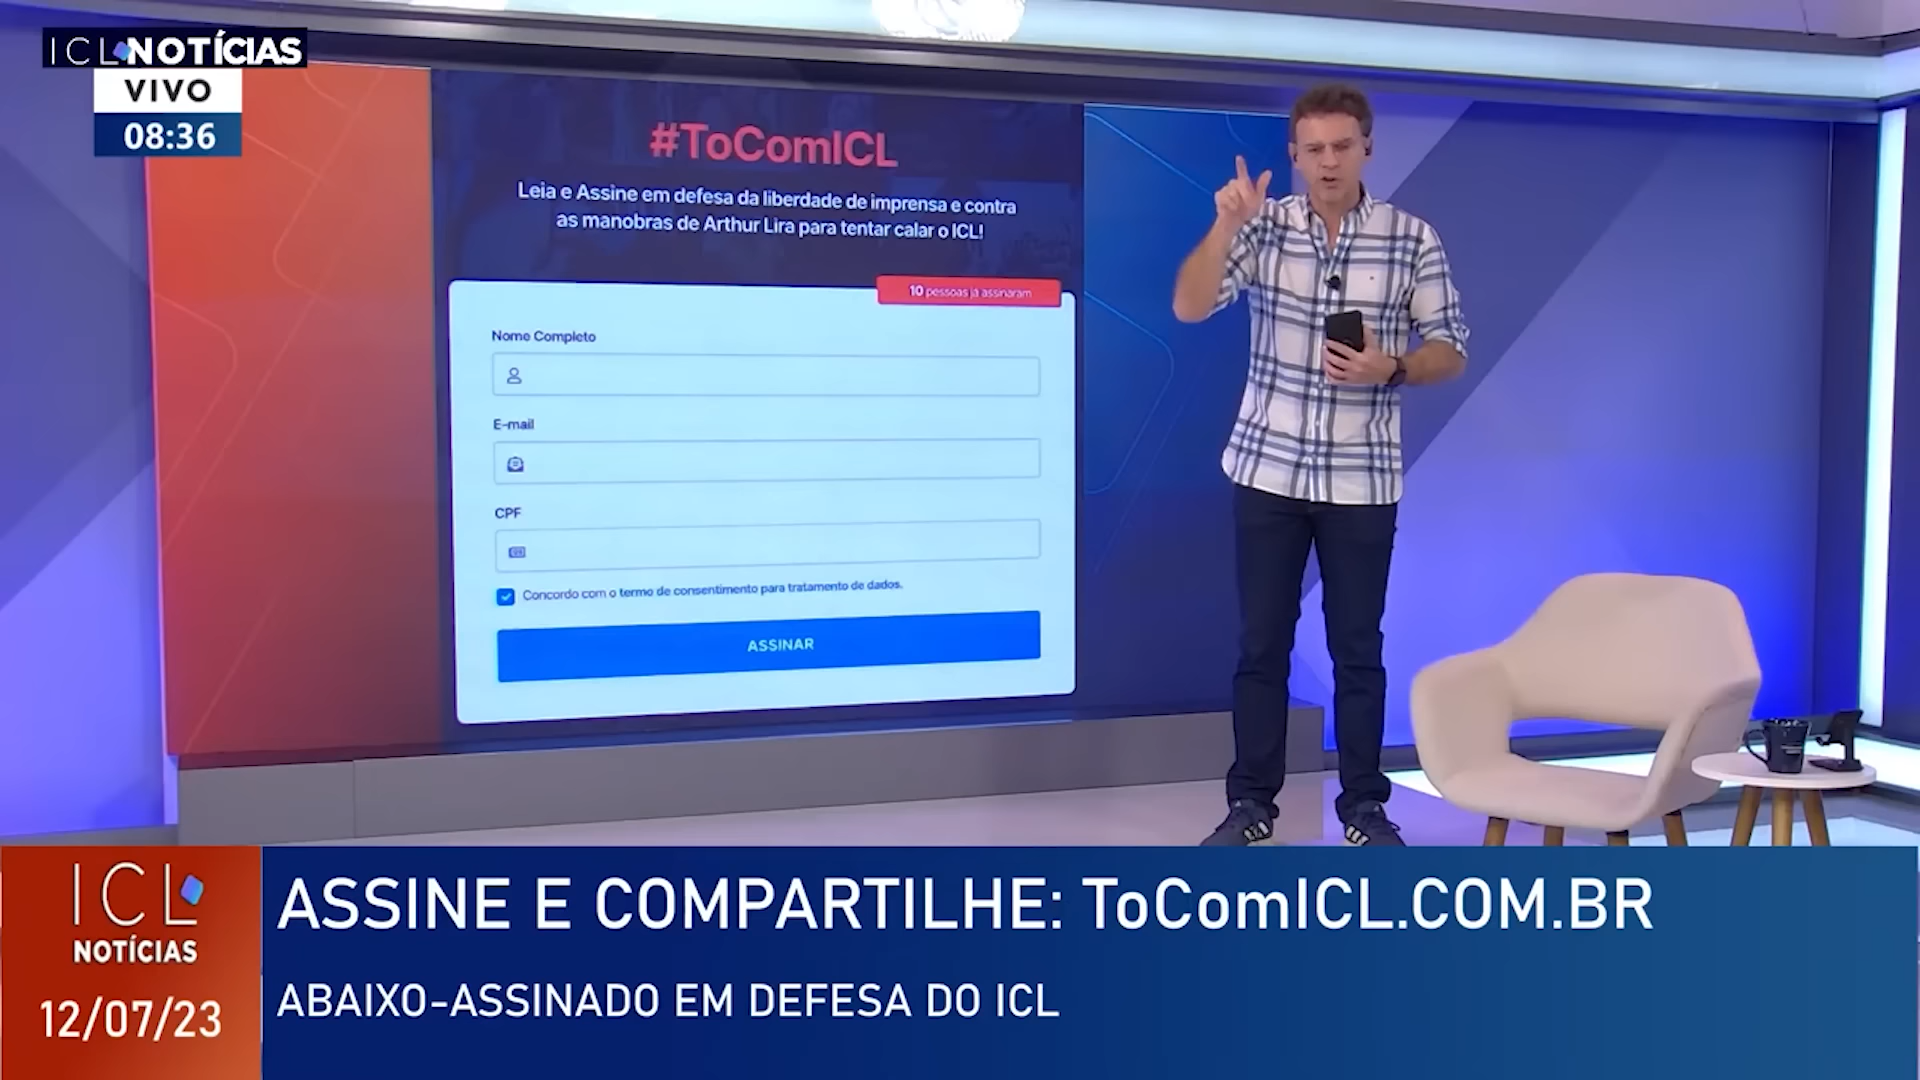 ICL NOTÍCIAS
VIVO
08:36
#ToComICL
Leia e Assine em defesa da liberdade de imprensa e contra
as manobras de Arthur Lira para tentar calar o ICL!
10 pessoas já assinaram
Nome Completo
E-mail
CPF
Concordo com o termo de consentimento para tratamento de dados.
ASSINAR
ICL
NOTÍCIAS
12/07/23
ASSINE E COMPARTILHE: ToComICL.COM.BR
ABAIXO-ASSINADO EM DEFESA DO ICL